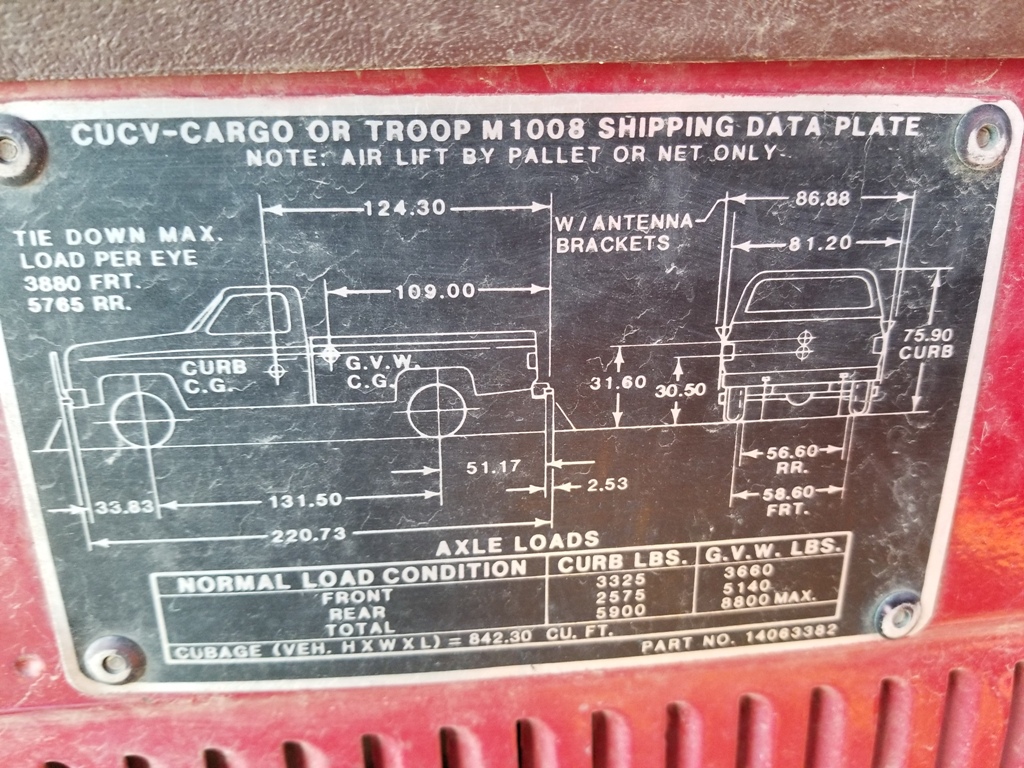 CUCV-CARGO OR TROOP M1008 SHIPPING DATA PLATE
NOTE: AIR LIFT BY PALLET OR NET ONLY
TIE DOWN MAX.
LOAD PER EYE
3880 FRT.
5765 RR.
124.30
109.00
CURB
C.G.
G.V.W.
C.G.
W/ANTENNA
BRACKETS
86.88
81.20
75.90
CURB
31.60
30.50
56.60
RR.
58.60
FRT.
51.17
2.53
33.83
131.50
220.73
AXLE LOADS
NORMAL LOAD CONDITION CURB LBS. G.V.W. LBS.
FRONT 3325 3660
REAR 2575 5140
TOTAL 5900 8800 MAX.
CUBAGE (VEH. HXWXL) = 842.30 CU. FT. PART NO. 14063382